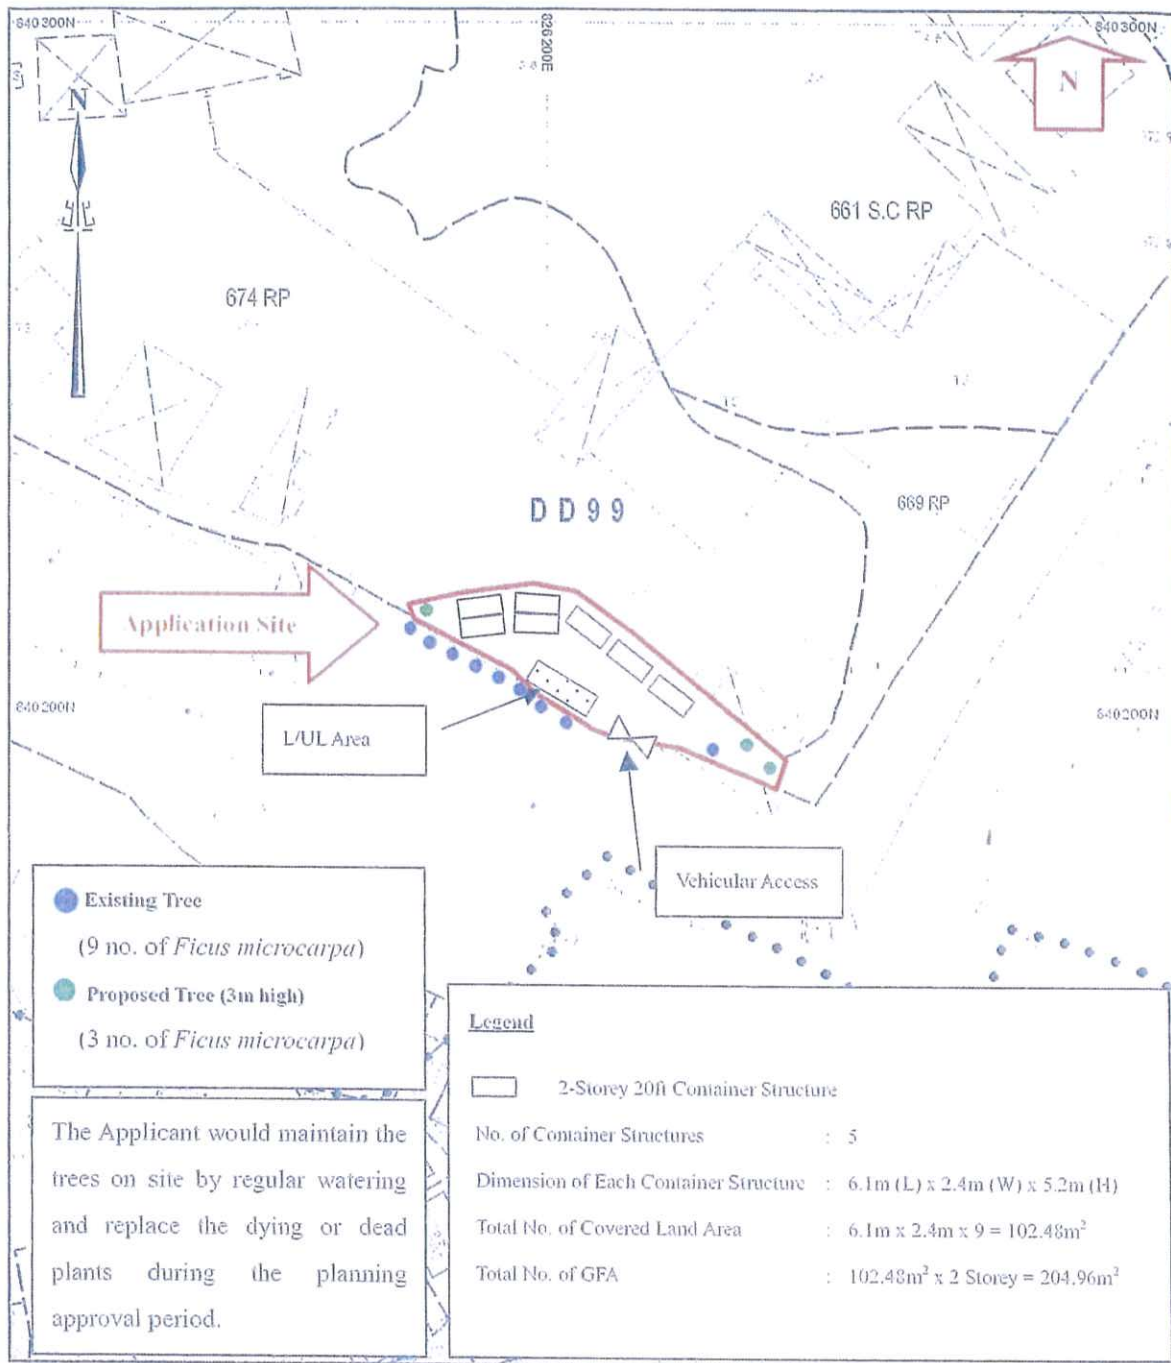 840300N
826200E
840300N
N
N
661 S.C RP
674 RP
DD99
669 RP
Application Site
840200N
840200N
L/UL Area
Vehicular Access
Existing Tree
(9 no. of Ficus microcarpa)
Proposed Tree (3m high)
(3 no. of Ficus microcarpa)
The Applicant would maintain the
trees on site by regular watering
and replace the dying or dead
plants during the planning
approval period.
Legend
2-Storey 20ft Container Structure
No. of Container Structures : 5
Dimension of Each Container Structure : 6.1m (L) x 2.4m (W) x 5.2m (H)
Total No. of Covered Land Area : 6.1m x 2.4m x 9 = 102.48m²
Total No. of GFA : 102.48m² x 2 Storey = 204.96m²